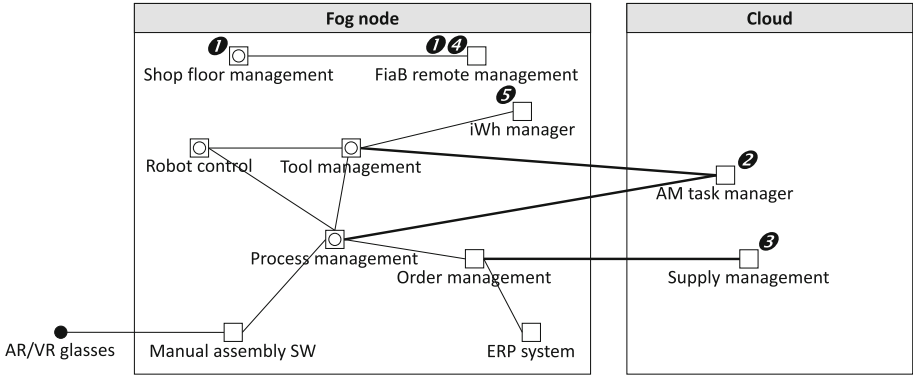 Fog node
Cloud
1
1 4
Shop floor management
FiaB remote management
5
iWh manager
Robot control
Tool management
2
AM task manager
3
Process management
Order management
Supply management
AR/VR glasses
Manual assembly SW
ERP system